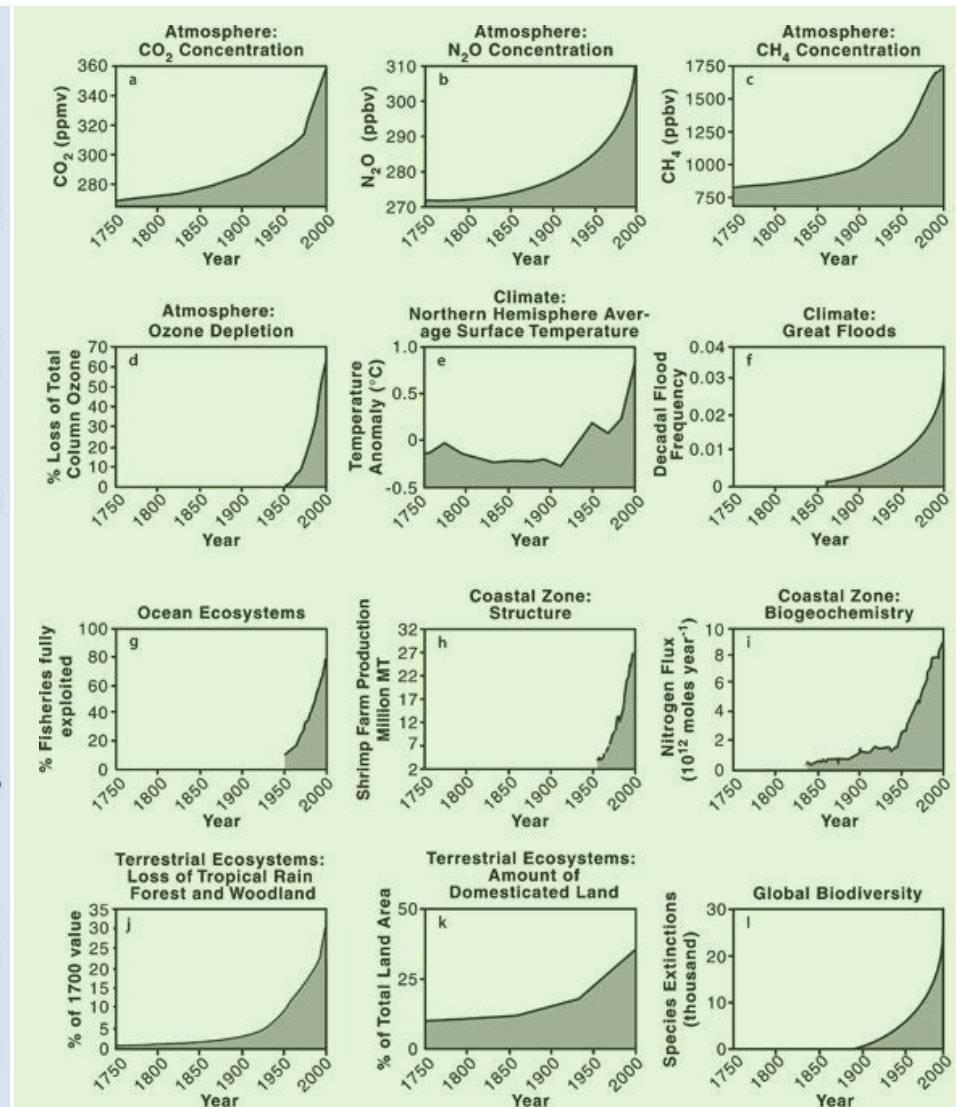 Atmosphere:
CO₂ Concentration
a
CO₂ (ppmv)
360
340
320
300
280
1750
1800
1850
1900
1950
2000
Year
Atmosphere:
N₂O Concentration
b
N₂O (ppbv)
310
300
290
280
270
1750
1800
1850
1900
1950
2000
Year
Atmosphere:
CH₄ Concentration
c
CH₄ (ppbv)
1750
1500
1250
1000
750
1750
1800
1850
1900
1950
2000
Year
Atmosphere:
Ozone Depletion
d
% Loss of Total
Column Ozone
70
60
50
40
30
20
10
0
1750
1800
1850
1900
1950
2000
Year
Climate:
Northern Hemisphere Aver-
age Surface Temperature
e
Temperature
Anomaly (°C)
1.0
0.5
0
-0.5
1750
1800
1850
1900
1950
2000
Year
Climate:
Great Floods
f
Decadal Flood
Frequency
0.04
0.03
0.02
0.01
0
1750
1800
1850
1900
1950
2000
Year
Ocean Ecosystems
g
% Fisheries fully
exploited
100
80
60
40
20
0
1750
1800
1850
1900
1950
2000
Year
Coastal Zone:
Structure
h
Shrimp Farm Production
Million MT
32
27
22
17
12
7
2
1750
1800
1850
1900
1950
2000
Year
Coastal Zone:
Biogeochemistry
i
Nitrogen Flux
(10¹² moles year⁻¹)
10
8
6
4
2
0
1750
1800
1850
1900
1950
2000
Year
Terrestrial Ecosystems:
Loss of Tropical Rain
Forest and Woodland
j
% of 1700 value
35
30
25
20
15
10
5
0
1750
1800
1850
1900
1950
2000
Year
Terrestrial Ecosystems:
Amount of
Domesticated Land
k
% of Total Land Area
50
25
0
1750
1800
1850
1900
1950
2000
Year
Global Biodiversity
l
Species Extinctions
(thousand)
30
20
10
0
1750
1800
1850
1900
1950
2000
Year